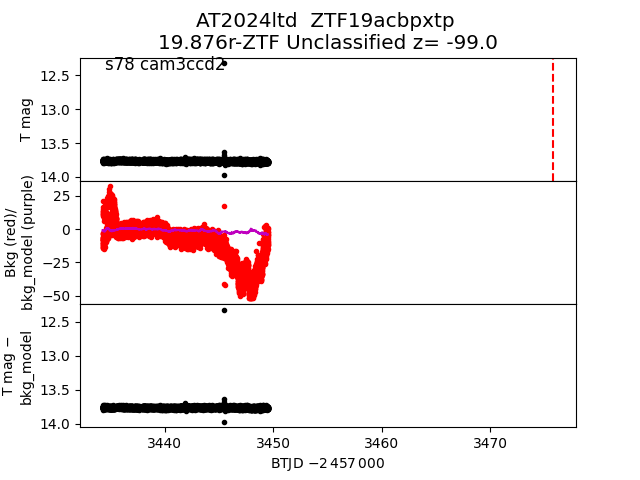 AT2024ltd  ZTF19acbpxtp
19.876r-ZTF Unclassified z= -99.0
s78 cam3ccd2
T mag
12.5
13.0
13.5
14.0
Bkg (red)/
bkg_model (purple)
25
0
−25
−50
T mag −
bkg_model
12.5
13.0
13.5
14.0
3440
3450
3460
3470
BTJD −2 457 000